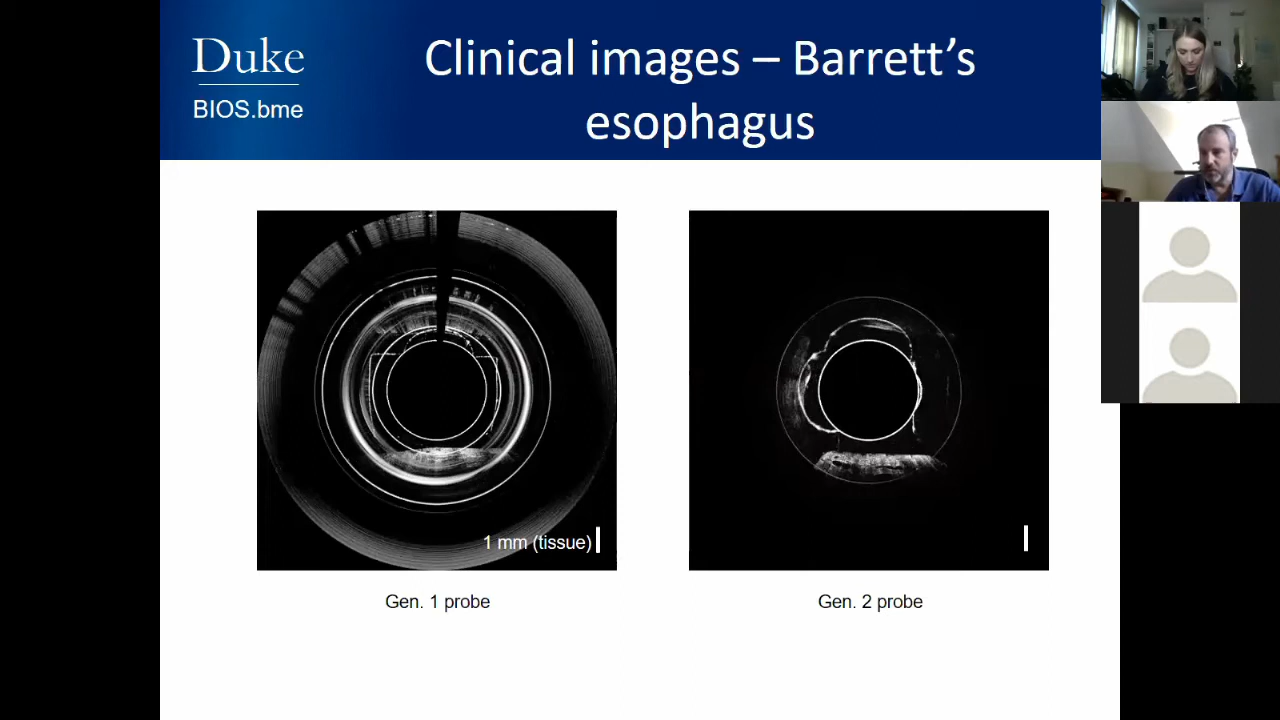 Duke
BIOS.bme
Clinical images – Barrett’s
esophagus
1 mm (tissue)
Gen. 1 probe
Gen. 2 probe